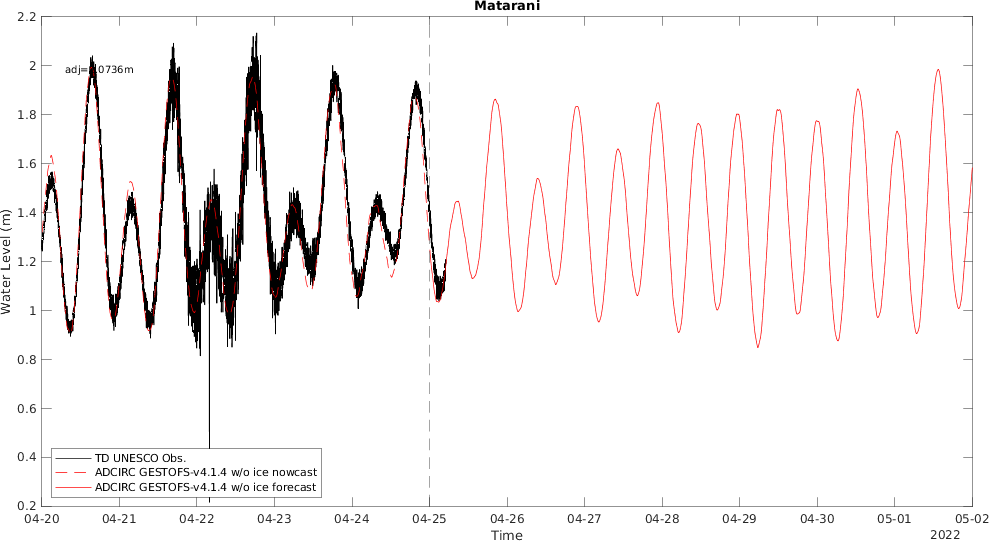 Matarani
2.2
2
1.8
1.6
1.4
1.2
1
0.8
0.6
0.4
0.2
Water Level (m)
TD UNESCO Obs.
ADCIRC GESTOFS-v4.1.4 w/o ice nowcast
ADCIRC GESTOFS-v4.1.4 w/o ice forecast
04-20 04-21 04-22 04-23 04-24 04-25 04-26 04-27 04-28 04-29 04-30 05-01 05-02
Time
2022